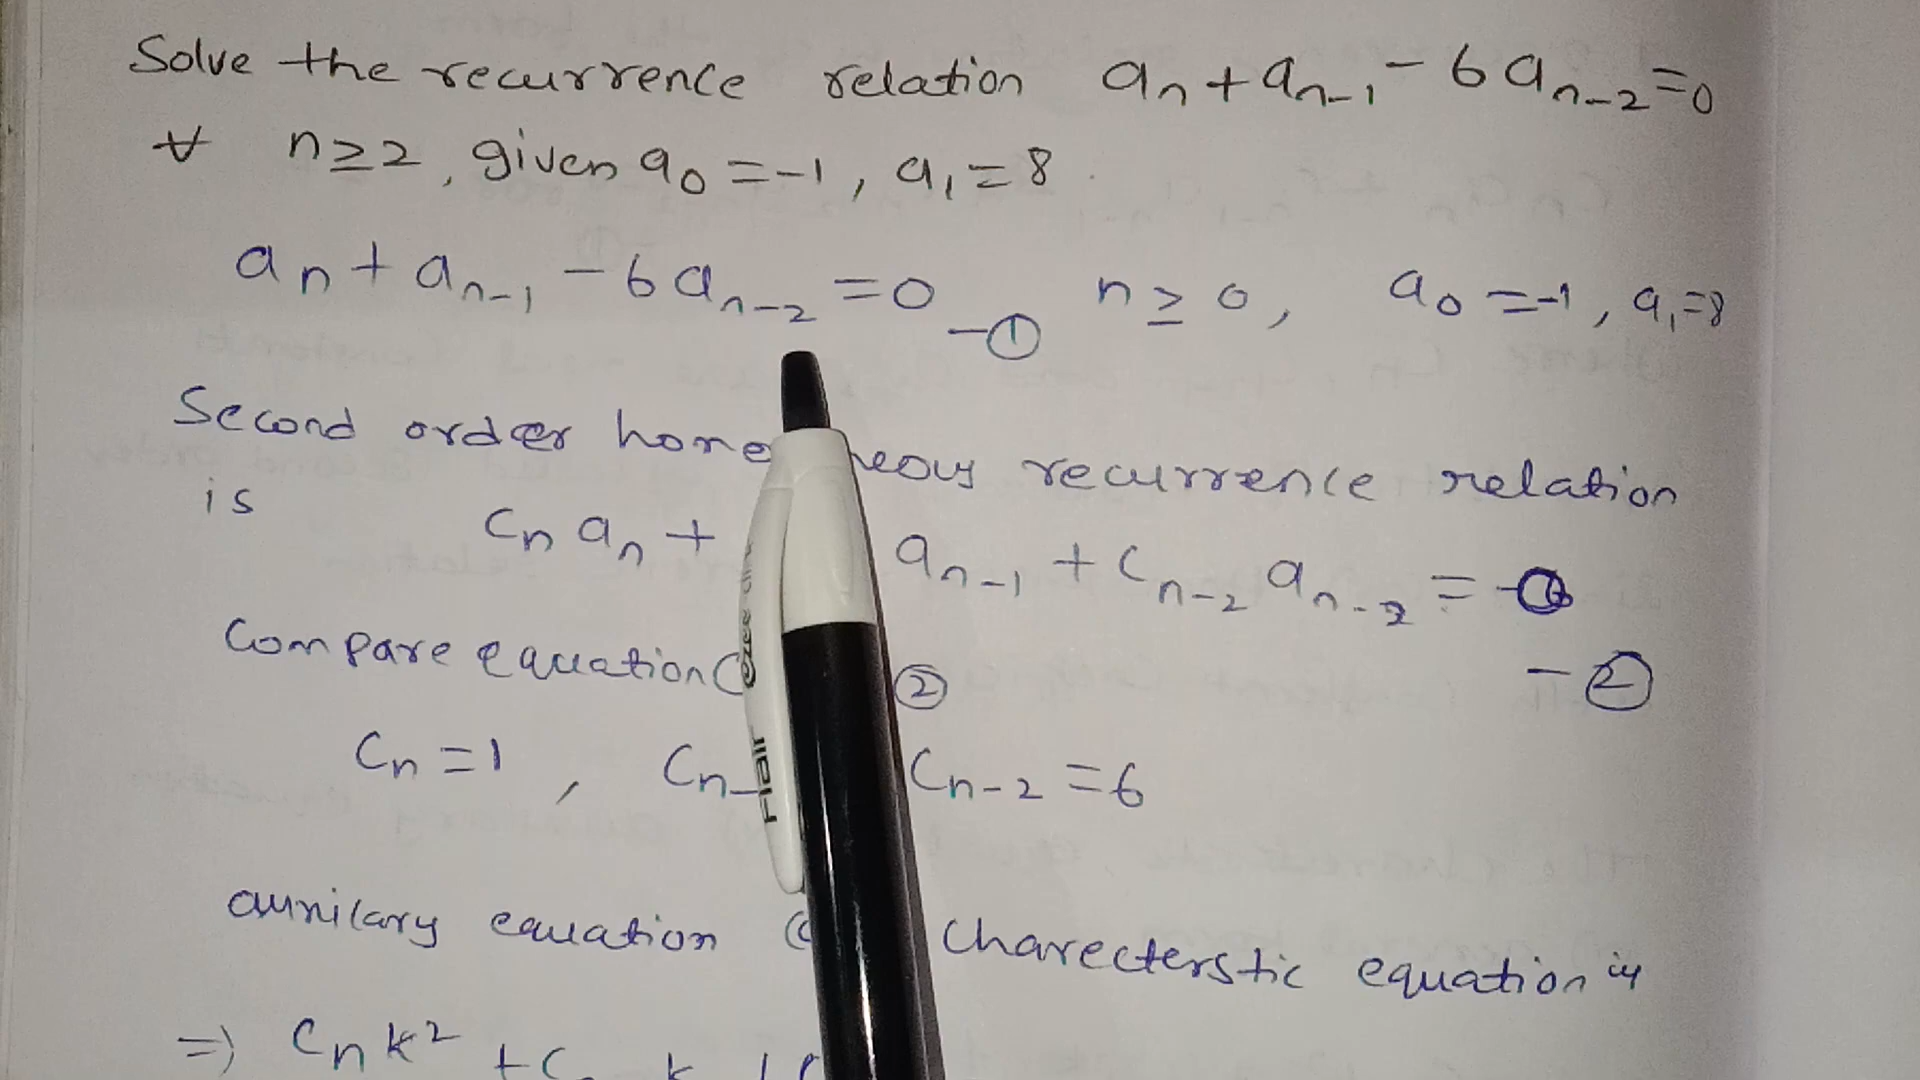 Solve the recurrence relation an + an-1 - 6an-2 = 0
∀ n≥2, given a0 = -1, a1 = 8
an + an-1 - 6an-2 = 0 -① n≥0, a0 = -1, a1 = 8
Second order recurrence relation
is Cn an + an-1 + Cn-2 an-2 = 0
-②
Compare equation ②
Cn = 1, Cn- Cn-2 = 6
aunilary equation charecterstic equation is
=> Cn k² + C k
Flair